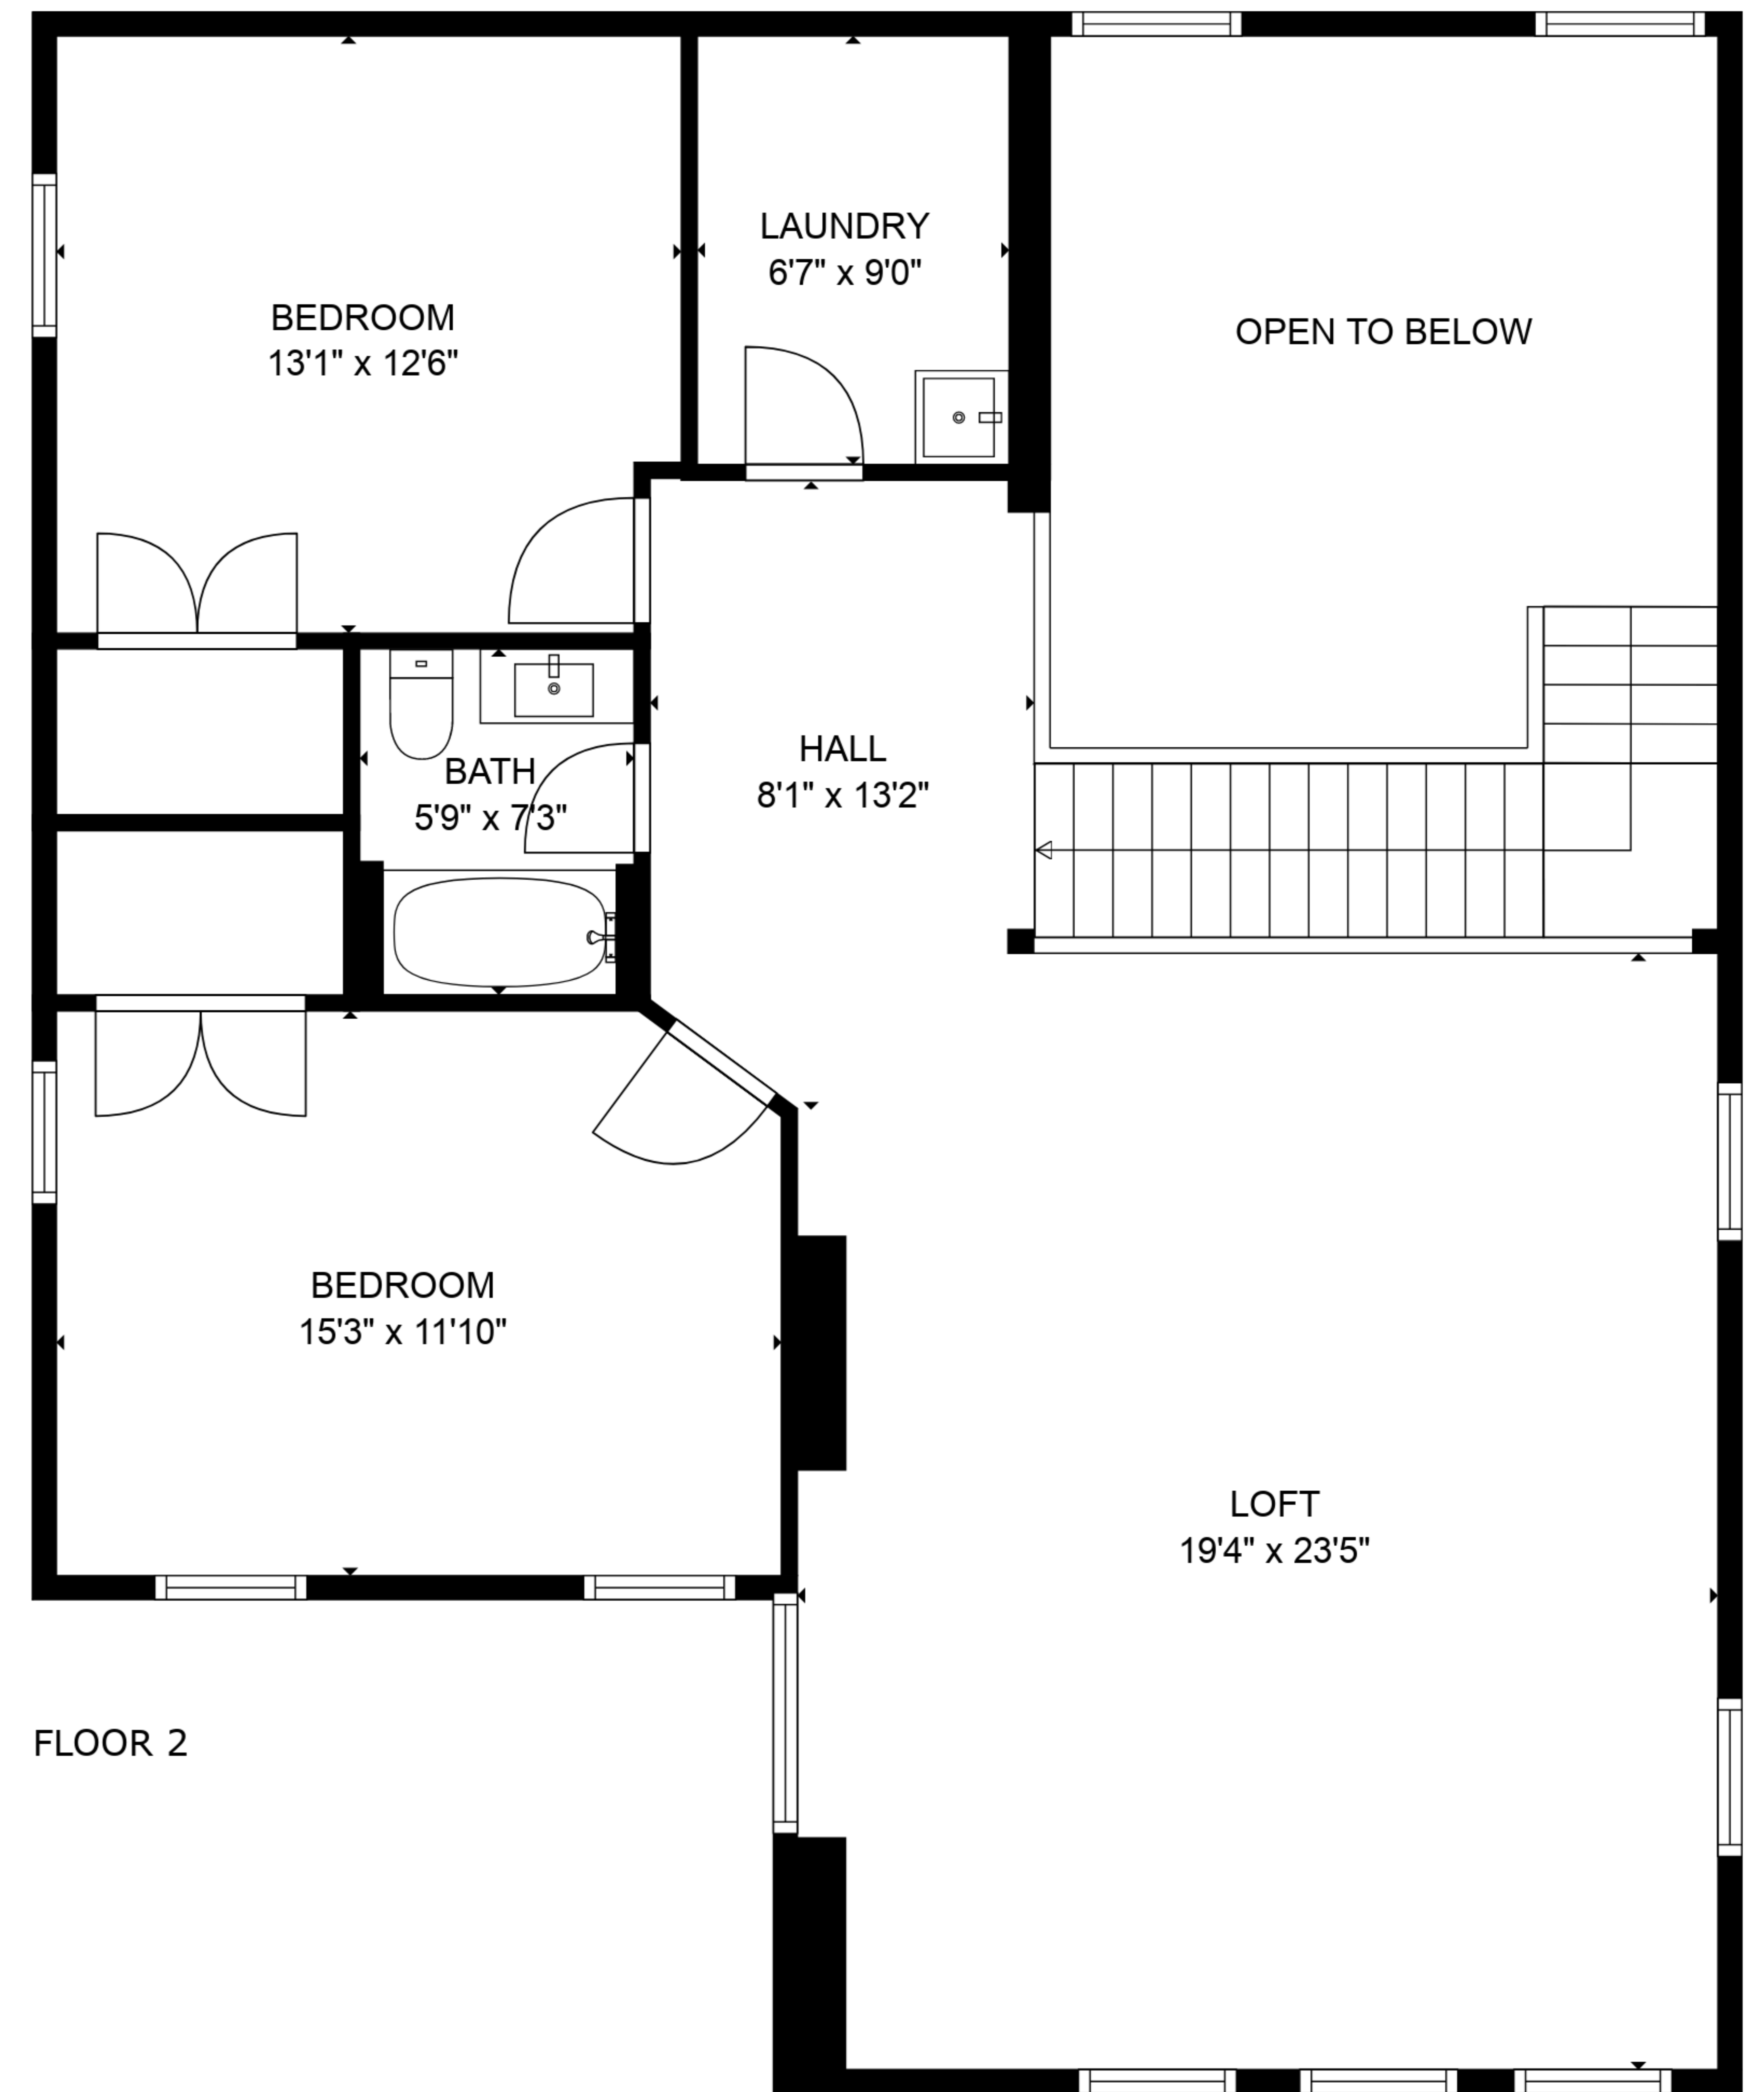 LAUNDRY
6'7" x 9'0"
BEDROOM
13'1" x 12'6"
OPEN TO BELOW
HALL
8'1" x 13'2"
BATH
5'9" x 7'3"
BEDROOM
15'3" x 11'10"
LOFT
19'4" x 23'5"
FLOOR 2